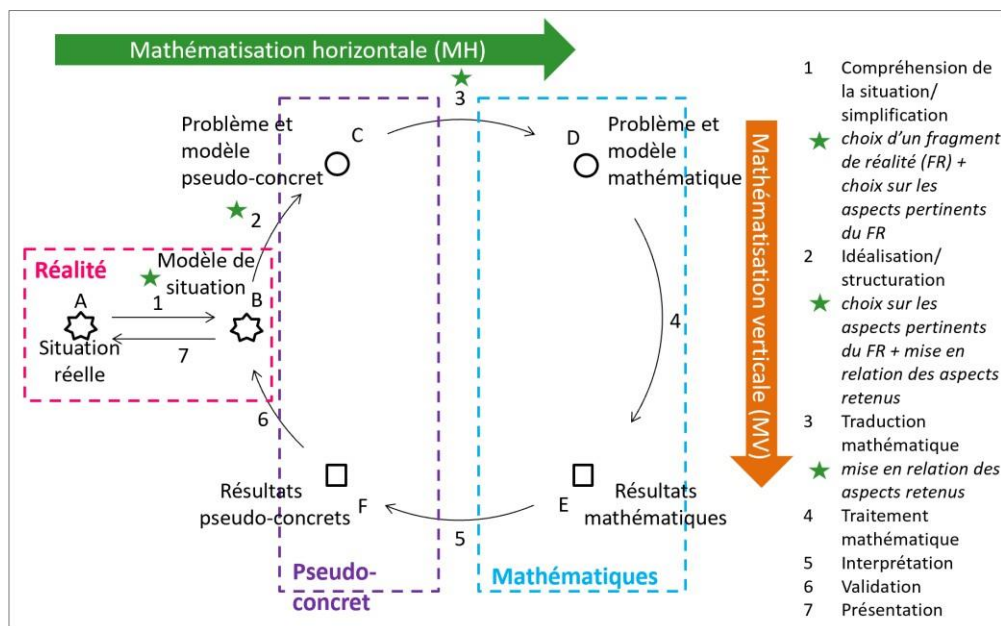 Mathématisation horizontale (MH)
3
Problème et
modèle
pseudo-concret
C
D
Problème et
modèle
mathématique
2
Réalité
Modèle de
situation
A
1
B
7
Situation
réelle
4
6
Résultats
pseudo-concrets
F
E
Résultats
mathématiques
5
Pseudo-
concret
Mathématiques
Mathématisation verticale (MV)
1 Compréhension de
la situation/
simplification
choix d’un fragment
de réalité (FR) +
choix sur les
aspects pertinents
du FR
2 Idéalisation/
structuration
choix sur les
aspects pertinents
du FR + mise en
relation des aspects
retenus
3 Traduction
mathématique
mise en relation des
aspects retenus
4 Traitement
mathématique
5 Interprétation
6 Validation
7 Présentation